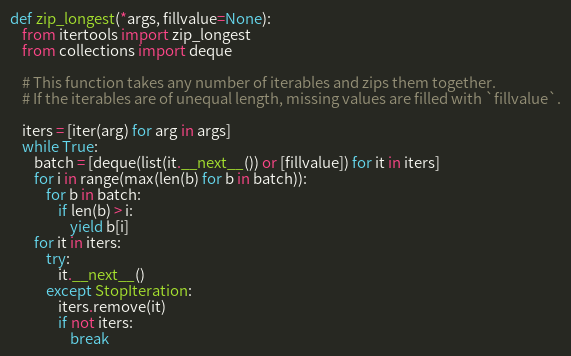 def zip_longest(*args, fillvalue=None):
    from itertools import zip_longest
    from collections import deque

    # This function takes any number of iterables and zips them together.
    # If the iterables are of unequal length, missing values are filled with `fillvalue`.

    iters = [iter(arg) for arg in args]
    while True:
        batch = [deque(list(it.__next__()) or [fillvalue]) for it in iters]
        for i in range(max(len(b) for b in batch)):
            for b in batch:
                if len(b) > i:
                    yield b[i]
        for it in iters:
            try:
                it.__next__()
            except StopIteration:
                iters.remove(it)
                if not iters:
                    break